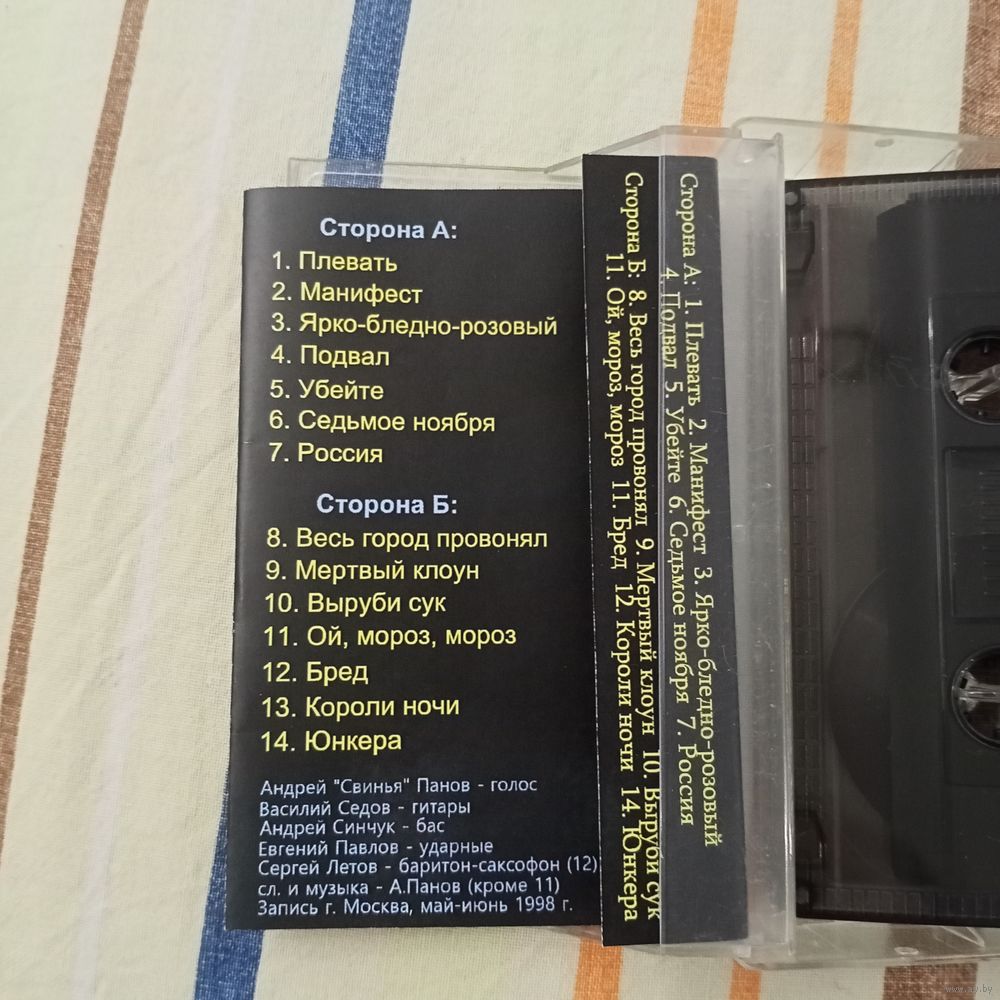 Сторона А:
1. Плевать
2. Манифест
3. Ярко-бледно-розовый
4. Подвал
5. Убейте
6. Седьмое ноября
7. Россия
Сторона Б:
8. Весь город провонял
9. Мертвый клоун
10. Выруби сук
11. Ой, мороз, мороз
12. Бред
13. Короли ночи
14. Юнкера
Андрей "Свинья" Панов - голос
Василий Седов - гитары
Андрей Синчук - бас
Евгений Павлов - ударные
Сергей Летов - баритон-саксофон (12)
сл. и музыка - А.Панов (кроме 11)
Запись г. Москва, май-июнь 1998 г.
Сторона А: 1. Плевать 2. Манифест 3. Ярко-бледно-розовый
4. Подвал 5. Убейте 6. Седьмое ноября 7. Россия
Сторона Б: 8. Весь город провонял 9. Мертвый клоун 10. Выруби сук
11. Ой, мороз, мороз 11. Бред 12. Короли ночи 14. Юнкера
www.ay.by